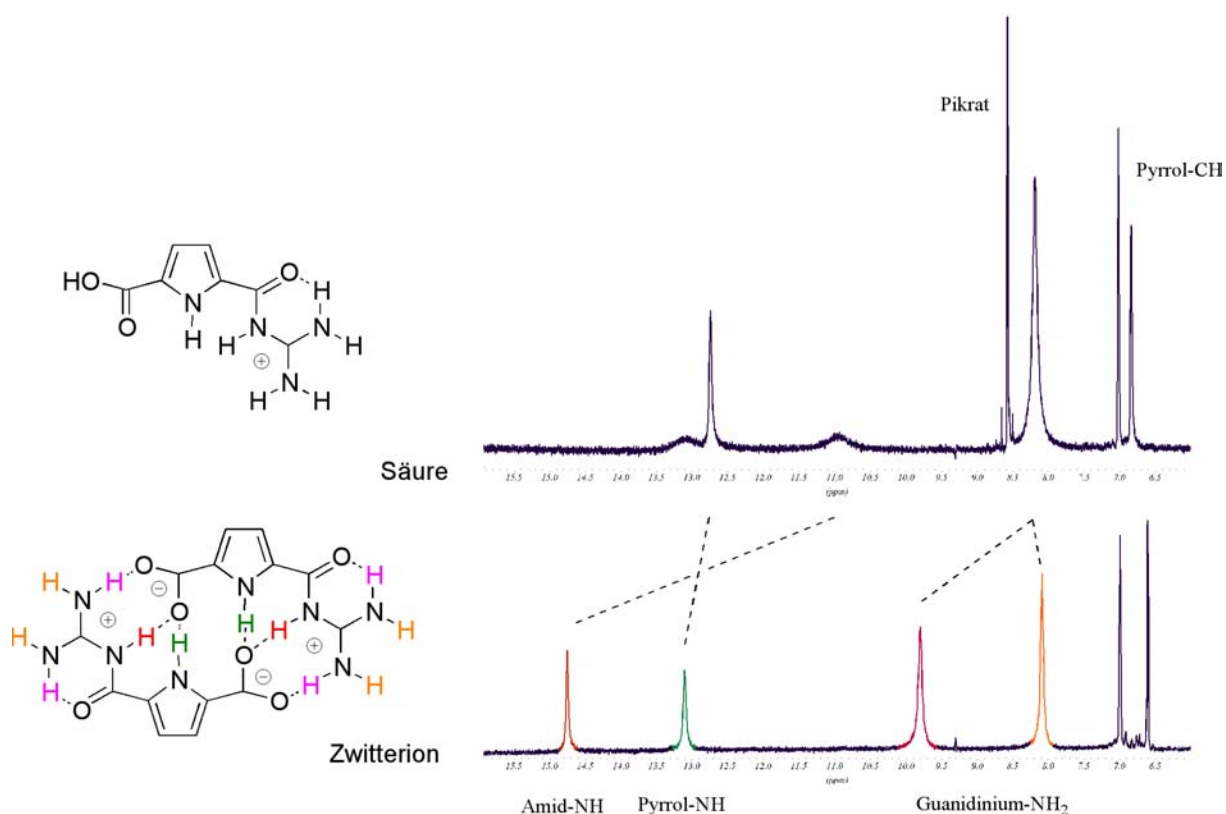 Pikrat
Pyrrol-CH
HO
O
N
H
O
H
N
H
N
H
N
H
H
⊕
Säure
15.5 15.0 14.5 14.0 13.5 13.0 12.5 12.0 11.5 11.0 10.5 10.0 9.5 9.0 8.5 8.0 7.5 7.0 6.5
(ppm)
H H O O H
H N ⊖ N N H
⊕ O H H N
H N H H O H ⊕ N
N N ⊖ H H
H O O
Zwitterion
15.5 15.0 14.5 14.0 13.5 13.0 12.5 12.0 11.5 11.0 10.5 10.0 9.5 9.0 8.5 8.0 7.5 7.0 6.5
(ppm)
Amid-NH Pyrrol-NH Guanidinium-NH₂